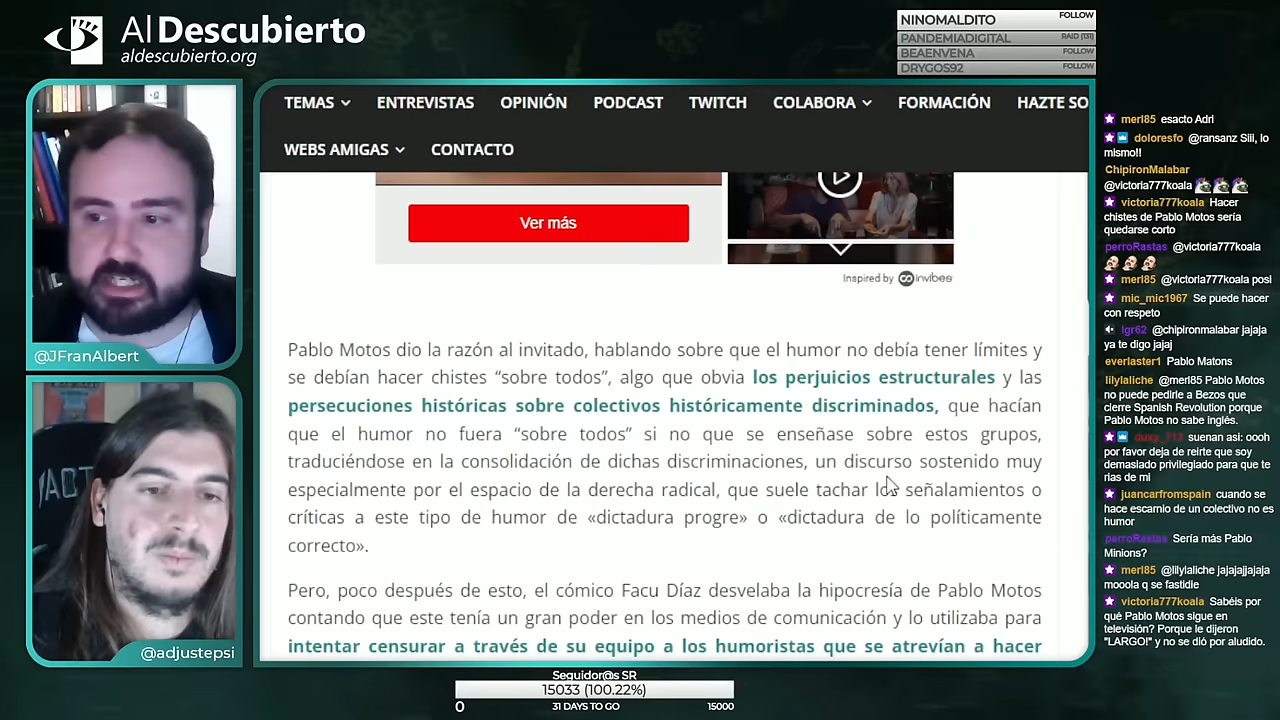 Al Descubierto
aldescubierto.org
NINOMALDITO FOLLOW
PANDEMIADIGITAL RAID (131)
BEAENVENA FOLLOW
DRYGOS92 FOLLOW
TEMAS ENTREVISTAS OPINIÓN PODCAST TWITCH COLABORA FORMACIÓN HAZTE SO
WEBS AMIGAS CONTACTO
Ver más
Inspired by invibes
Pablo Motos dio la razón al invitado, hablando sobre que el humor no debía tener límites y
se debían hacer chistes “sobre todos”, algo que obvia los perjuicios estructurales y las
persecuciones históricas sobre colectivos históricamente discriminados, que hacían
que el humor no fuera “sobre todos” si no que se enseñase sobre estos grupos,
traduciéndose en la consolidación de dichas discriminaciones, un discurso sostenido muy
especialmente por el espacio de la derecha radical, que suele tachar los señalamientos o
críticas a este tipo de humor de «dictadura progre» o «dictadura de lo políticamente
correcto».
Pero, poco después de esto, el cómico Facu Díaz desvelaba la hipocresía de Pablo Motos
contando que este tenía un gran poder en los medios de comunicación y lo utilizaba para
intentar censurar a través de su equipo a los humoristas que se atrevían a hacer
@JFranAlbert
@adjustepsi
merl85 esacto Adri
doloresfo @ransanz Siii, lo
mismo!!
ChipironMalabar
@victoria777koala
victoria777koala Hacer
chistes de Pablo Motos sería
quedarse corto
perroRastas @victoria777koala
merl85 @victoria777koala posi
mic_mic1967 Se puede hacer
con respeto
lgr62 @chipironmalabar jajaja
ya te digo jajaj
everlaster1 Pablo Matons
lilylaliche @merl85 Pablo Motos
no puede pedirle a Bezos que
cierre Spanish Revolution porque
Pablo Motos no sabe inglés.
duxy_713 suenan asi: oooh
por favor deja de reirte que soy
demasiado privilegiado para que te
rias de mi
juancarfromspain cuando se
hace escarnio de un colectivo no es
humor
perroRastas Sería más Pablo
Minions?
merl85 @lilylaliche jajajajjajaja
mooola q se fastidie
victoria777koala Sabéis por
qué Pablo Motos sigue en
televisión? Porque le dijeron
"LARGO!" y no se dió por aludido.
Seguidor@s SR
15033 (100.22%)
0 31 DAYS TO GO 15000